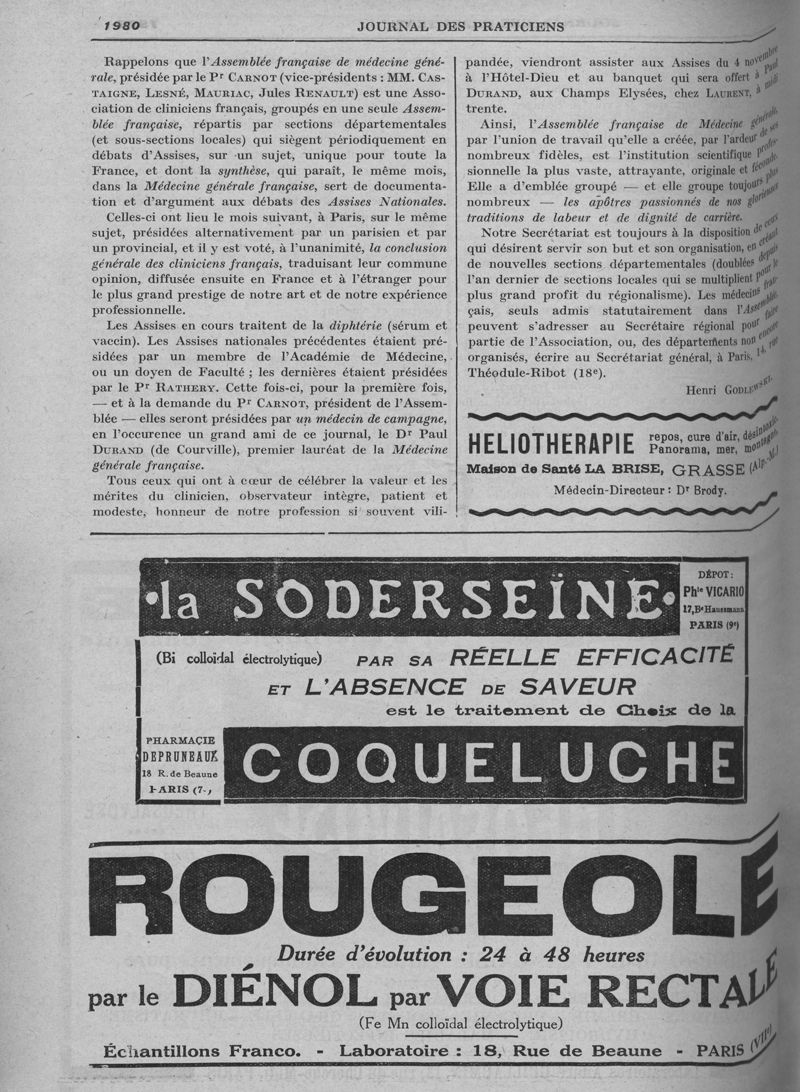 1980
JOURNAL DES PRATICIENS
Rappelons que l'Assemblée française de médecine géné-
rale, présidée par le Pr CARNOT (vice-présidents : MM. CAS-
TAIGNE, LESNÉ, MAURIAC, Jules RENAULT) est une Asso-
ciation de cliniciens français, groupés en une seule Assem-
blée française, répartis par sections départementales
(et sous-sections locales) qui siègent périodiquement en
débats d'Assises, sur un sujet, unique pour toute la
France, et dont la synthèse, qui paraît, le même mois,
dans la Médecine générale française, sert de documenta-
tion et d'argument aux débats des Assises Nationales.
Celles-ci ont lieu le mois suivant, à Paris, sur le même
sujet, présidées alternativement par un parisien et par
un provincial, et il y est voté, à l'unanimité, la conclusion
générale des cliniciens français, traduisant leur commune
opinion, diffusée ensuite en France et à l'étranger pour
le plus grand prestige de notre art et de notre expérience
professionnelle.
Les Assises en cours traitent de la diphtérie (sérum et
vaccin). Les Assises nationales précédentes étaient pré-
sidées par un membre de l'Académie de Médecine,
ou un doyen de Faculté ; les dernières étaient présidées
par le Pr RATHERY. Cette fois-ci, pour la première fois,
— et à la demande du Pr CARNOT, président de l'Assem-
blée — elles seront présidées par un médecin de campagne,
en l'occurence un grand ami de ce journal, le Dr Paul
DURAND (de Courville), premier lauréat de la Médecine
générale française.
Tous ceux qui ont à cœur de célébrer la valeur et les
mérites du clinicien, observateur intègre, patient et
modeste, honneur de notre profession si souvent vili-
pandée, viendront assister aux Assises du 4 novembre
à l'Hôtel-Dieu et au banquet qui sera offert à Paul
DURAND, aux Champs Elysées, chez LAURENT, à midi
trente.
Ainsi, l'Assemblée française de Médecine générale,
par l'union de travail qu'elle a créée, par l'ardeur de ses
nombreux fidèles, est l'institution scientifique profes-
sionnelle la plus vaste, attrayante, originale et féconde.
Elle a d'emblée groupé — et elle groupe toujours plus
nombreux — les apôtres passionnés de nos glorieuses
traditions de labeur et de dignité de carrière.
Notre Secrétariat est toujours à la disposition de ceux
qui désirent servir son but et son organisation, en créant
de nouvelles sections départementales (doublées depuis
l'an dernier de sections locales qui se multiplient pour le
plus grand profit du régionalisme). Les médecins fran-
çais, seuls admis statutairement dans l'Assemblée,
peuvent s'adresser au Secrétaire régional pour faire
partie de l'Association, ou, des départements non encore
organisés, écrire au Secrétariat général, à Paris, 14, rue
Théodule-Ribot (18e).
Henri GODLEWSKI.
HELIOTHERAPIE
repos, cure d'air, désintoxic.
Panorama, mer, montagne
Maison de Santé LA BRISE, GRASSE (Alp.-M.)
Médecin-Directeur : Dr Brody.
•la SODERSEÏNE•
DÉPOT :
Phie VICARIO
17, Bd Haussmann
PARIS (9e)
(Bi colloïdal électrolytique) PAR SA RÉELLE EFFICACITÉ
ET L'ABSENCE DE SAVEUR
est le traitement de Choix de la
PHARMACIE
DEPRUNEAUX
18 R. de Beaune
PARIS (7e)
COQUELUCHE
ROUGEOLE
Durée d'évolution : 24 à 48 heures
par le DIÉNOL par VOIE RECTALE
(Fe Mn colloïdal électrolytique)
Échantillons Franco. - Laboratoire : 18, Rue de Beaune - PARIS (VIIe)